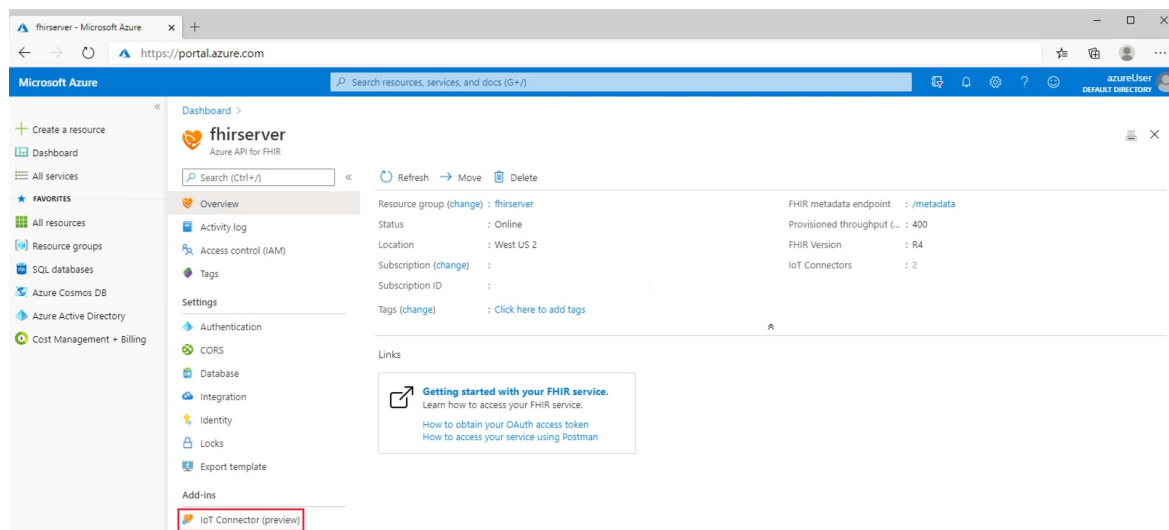 fhirserver - Microsoft Azure
https://portal.azure.com
Microsoft Azure
Search resources, services, and docs (G+/)
azureUser
DEFAULT DIRECTORY
Create a resource
Dashboard
All services
FAVORITES
All resources
Resource groups
SQL databases
Azure Cosmos DB
Azure Active Directory
Cost Management + Billing
Dashboard >
fhirserver
Azure API for FHIR
Search (Ctrl+/)
Overview
Activity log
Access control (IAM)
Tags
Settings
Authentication
CORS
Database
Integration
Identity
Locks
Export template
Add-ins
IoT Connector (preview)
Refresh Move Delete
Resource group (change) : fhirserver
Status : Online
Location : West US 2
Subscription (change) :
Subscription ID :
Tags (change) : Click here to add tags
FHIR metadata endpoint : /metadata
Provisioned throughput (... : 400
FHIR Version : R4
IoT Connectors : 2
Links
Getting started with your FHIR service.
Learn how to access your FHIR service.
How to obtain your OAuth access token
How to access your service using Postman